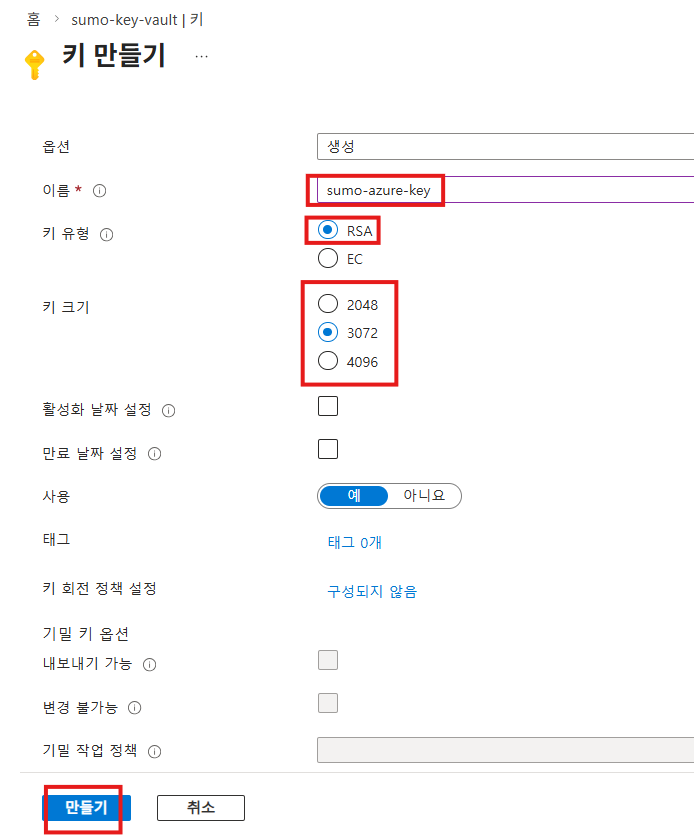 홈 > sumo-key-vault | 키
키 만들기 ...
옵션 생성
이름 * sumo-azure-key
키 유형 RSA
EC
키 크기 2048
3072
4096
활성화 날짜 설정
만료 날짜 설정
사용 예 아니요
태그 태그 0개
키 회전 정책 설정 구성되지 않음
기밀 키 옵션
내보내기 가능
변경 불가능
기밀 작업 정책
만들기 취소